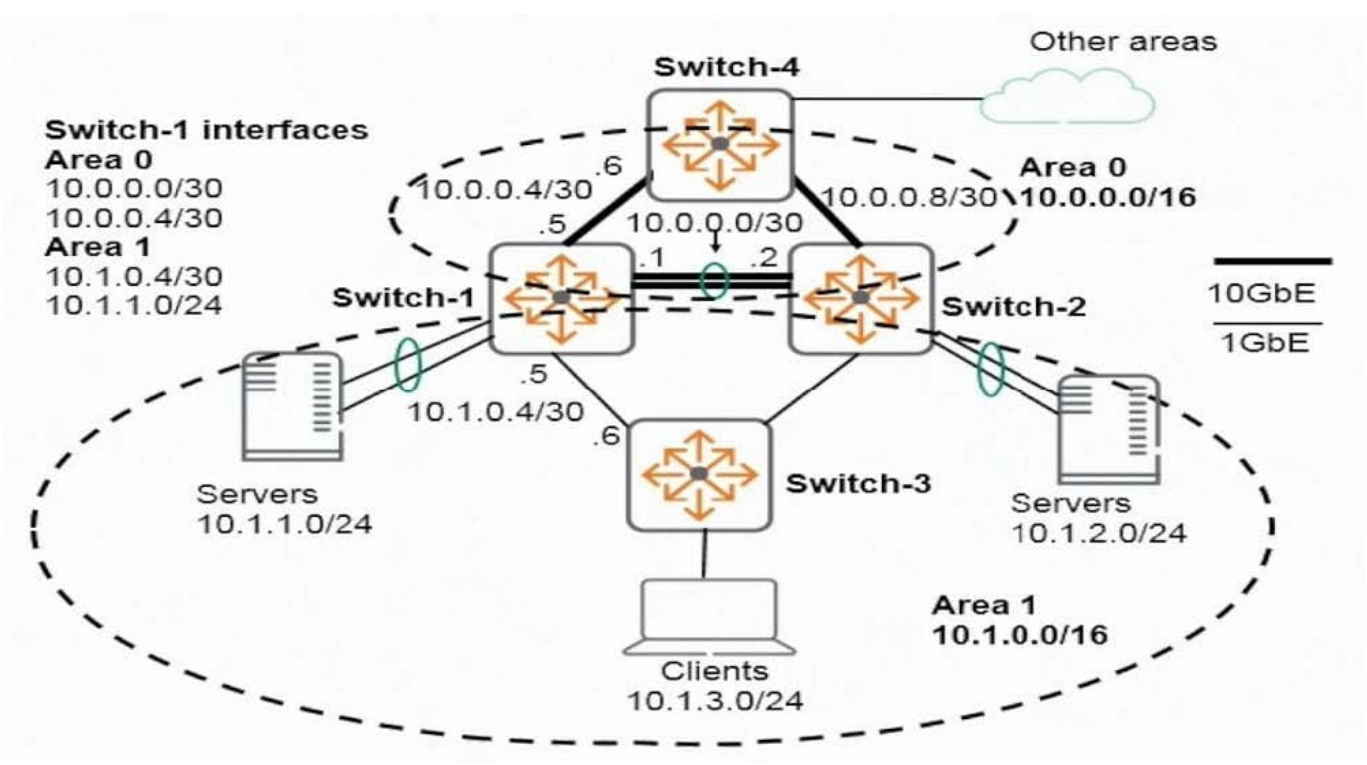 Other areas
Switch-4
Switch-1 interfaces
Area 0
10.0.0.0/30
10.0.0.4/30
Area 1
10.1.0.4/30
10.1.1.0/24
.6
10.0.0.4/30
10.0.0.8/30
Area 0
10.0.0.0/16
.5
10.0.0.0/30
.1
.2
Switch-1
Switch-2
10GbE
1GbE
.5
10.1.0.4/30
.6
Switch-3
Servers
10.1.1.0/24
Servers
10.1.2.0/24
Area 1
10.1.0.0/16
Clients
10.1.3.0/24